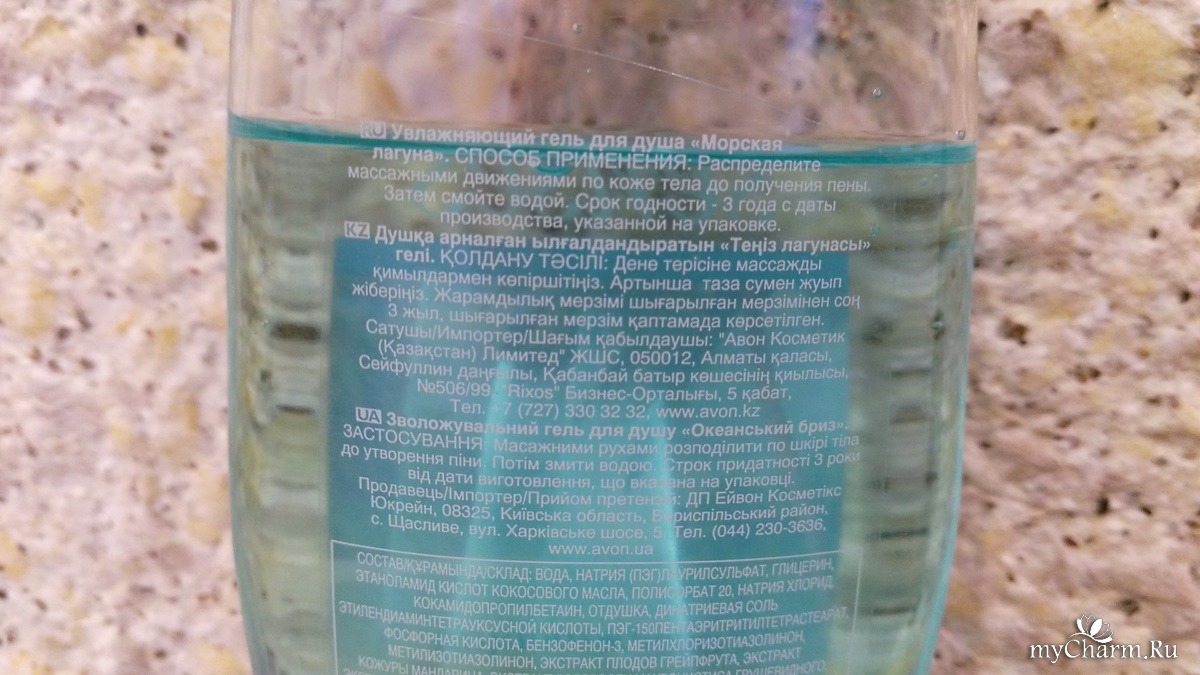 RU Увлажняющий гель для душа «Морская
лагуна». СПОСОБ ПРИМЕНЕНИЯ: Распределите
массажными движениями по коже тела до получения пены.
Затем смойте водой. Срок годности - 3 года с даты
производства, указанной на упаковке.
KZ Душқа арналған ылғалдандыратын «Теңіз лагунасы»
гелі. ҚОЛДАНУ ТӘСІЛІ: Дене терісіне массажды
қимылдармен көпіршітіңіз. Артынша таза сумен жуып
жіберіңіз. Жарамдылық мерзімі шығарылған мерзімінен соң
3 жыл, шығарылған мерзім қаптамада көрсетілген.
Сатушы/Импортер/Шағым қабылдаушы: "Авон Косметик
(Қазақстан) Лимитед" ЖШС, 050012, Алматы қаласы,
Сейфуллин даңғылы, Қабанбай батыр көшесінің қиылысы,
№506/99. "Rixos" Бизнес-Орталығы, 5 қабат,
Тел. +7 (727) 330 32 32, www.avon.kz
UA Зволожувальний гель для душу «Океанський бриз».
ЗАСТОСУВАННЯ: Масажними рухами розподілити по шкірі тіла
до утворення піни. Потім змити водою. Строк придатності 3 роки
від дати виготовлення, що вказана на упаковці.
Продавець/Імпортер/Прийом претензій: ДП Ейвон Косметікс
Юкрейн, 08325, Київська область, Бориспільський район,
с. Щасливе, вул. Харківське шосе, 5. Тел. (044) 230-3636,
www.avon.ua
СОСТАВ/ҚҰРАМЫНДА/СКЛАД: ВОДА, НАТРИЯ (ПЭГ)ЛАУРИЛСУЛЬФАТ, ГЛИЦЕРИН,
ЭТАНОЛАМИД КИСЛОТ КОКОСОВОГО МАСЛА, ПОЛИСОРБАТ 20, НАТРИЯ ХЛОРИД,
КОКАМИДОПРОПИЛБЕТАИН, ОТДУШКА, ДИНАТРИЕВАЯ СОЛЬ
ЭТИЛЕНДИАМИНТЕТРАУКСУСНОЙ КИСЛОТЫ, ПЭГ-150ПЕНТАЭРИТРИТИЛТЕТРАСТЕАРАТ,
ФОСФОРНАЯ КИСЛОТА, БЕНЗОФЕНОН-3, МЕТИЛХЛОРИЗОТИАЗОЛИНОН,
МЕТИЛИЗОТИАЗОЛИНОН, ЭКСТРАКТ ПЛОДОВ ГРЕЙПФРУТА, ЭКСТРАКТ
КОЖУРЫ МАНДАРИНА, ГРУШЕВИДНОГО,
myCharm.Ru